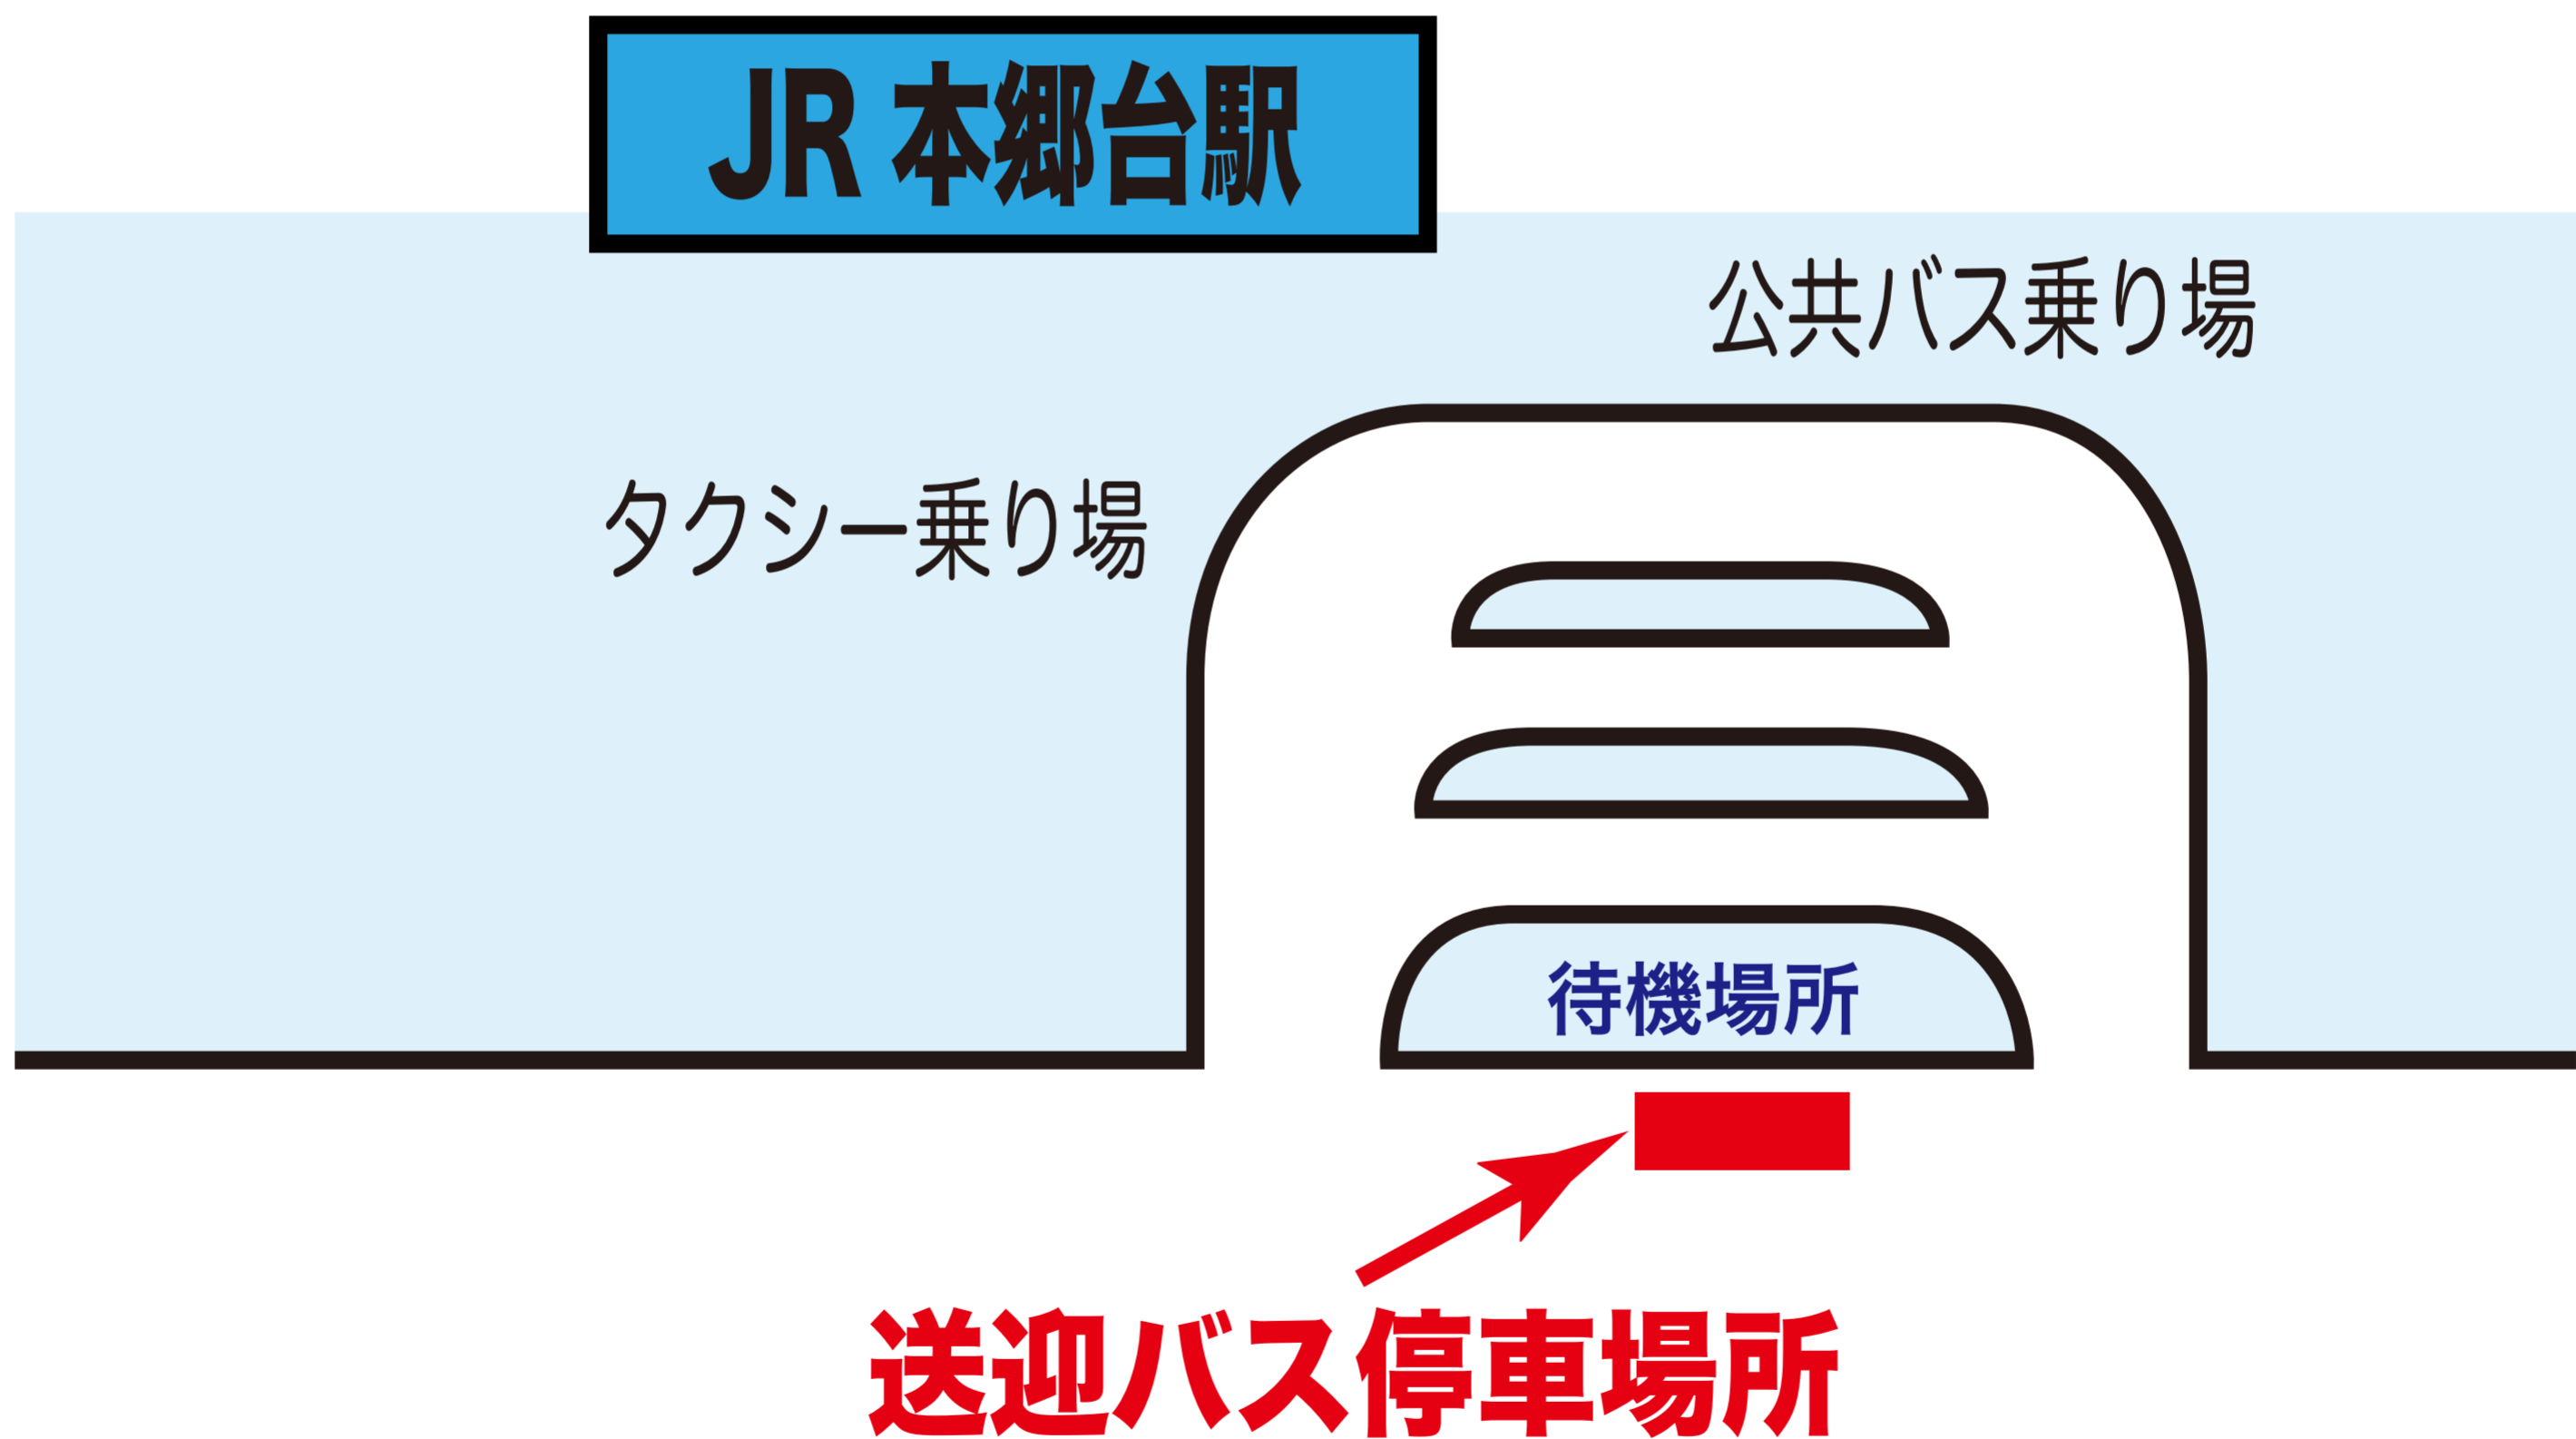 JR 本郷台駅
公共バス乗り場
タクシー乗り場
待機場所
送迎バス停車場所